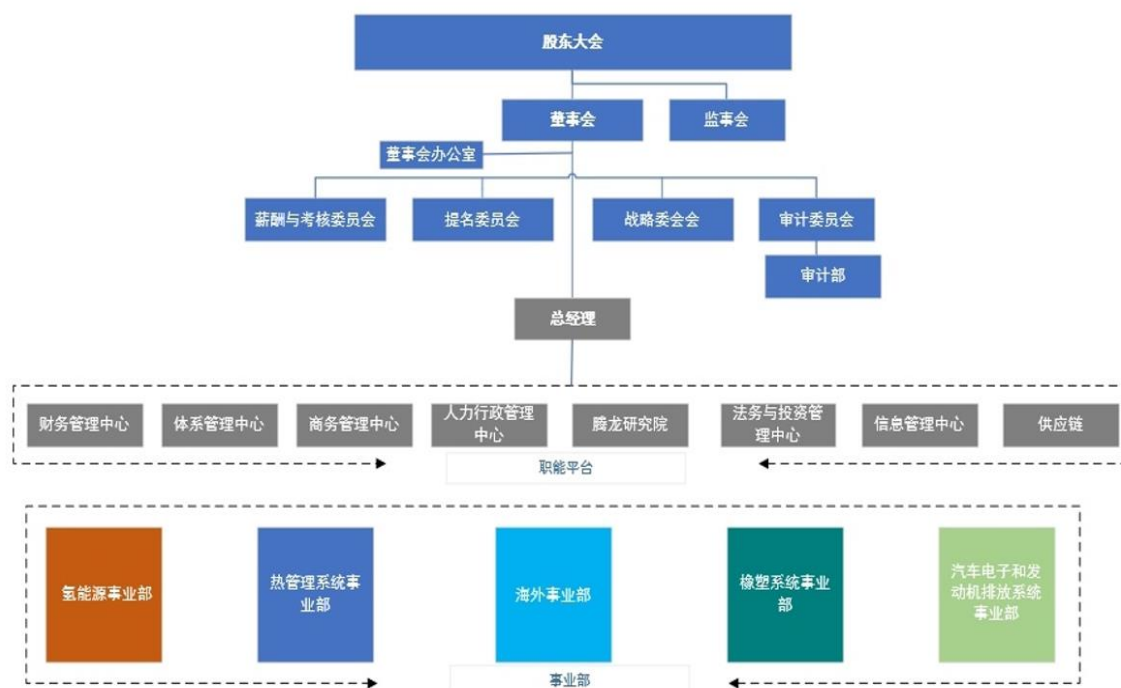 股东大会
董事会
监事会
董事会办公室
薪酬与考核委员会
提名委员会
战略委会会
审计委员会
审计部
总经理
财务管理中心
体系管理中心
商务管理中心
人力行政管理
中心
腾龙研究院
法务与投资管
理中心
信息管理中心
供应链
职能平台
氢能源事业部
热管理系统事
业部
海外事业部
橡塑系统事业
部
汽车电子和发
动机排放系统
事业部
事业部